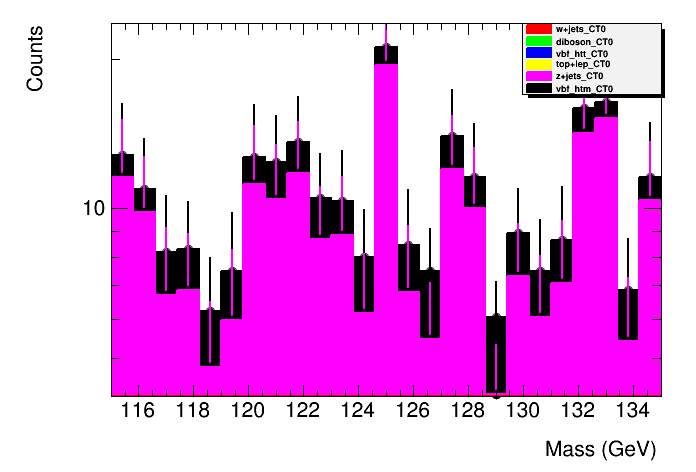 Counts
w+jets_CT0
diboson_CT0
vbf_htt_CT0
top+lep_CT0
z+jets_CT0
vbf_htm_CT0
10
116 118 120 122 124 126 128 130 132 134
Mass (GeV)